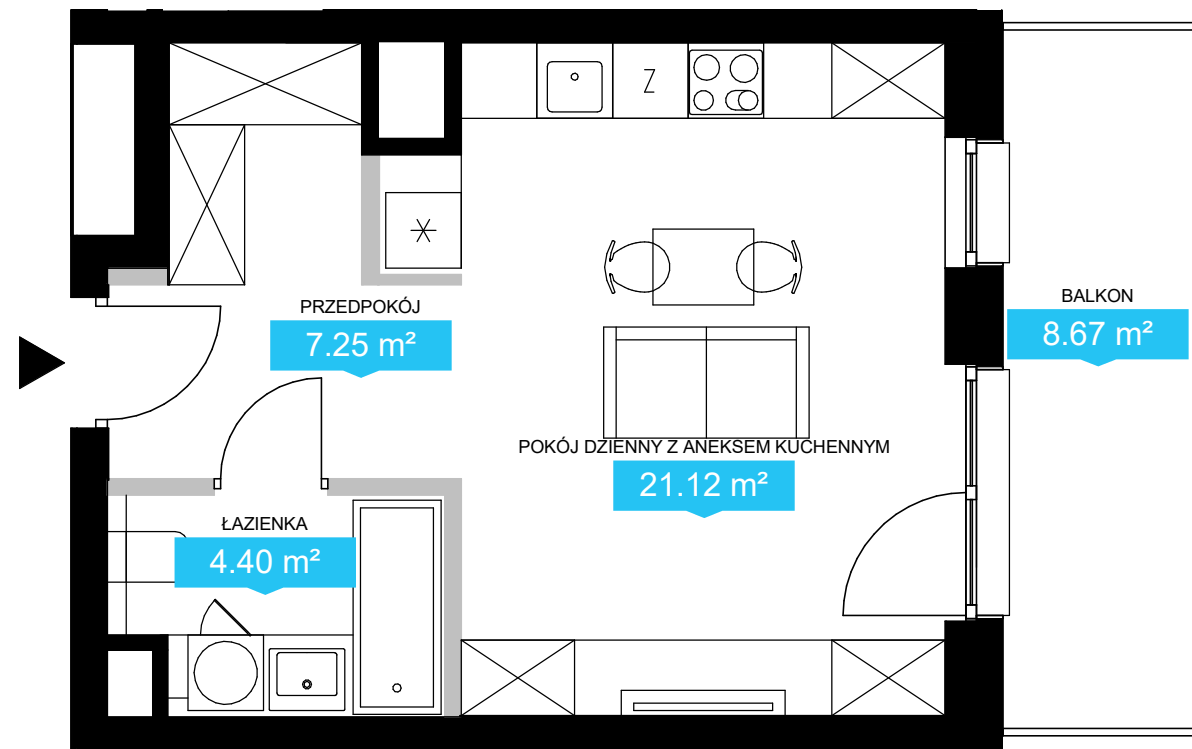 Z
PRZEDPOKÓJ
7.25 m²
BALKON
8.67 m²
POKÓJ DZIENNY Z ANEKSEM KUCHENNYM
21.12 m²
ŁAZIENKA
4.40 m²